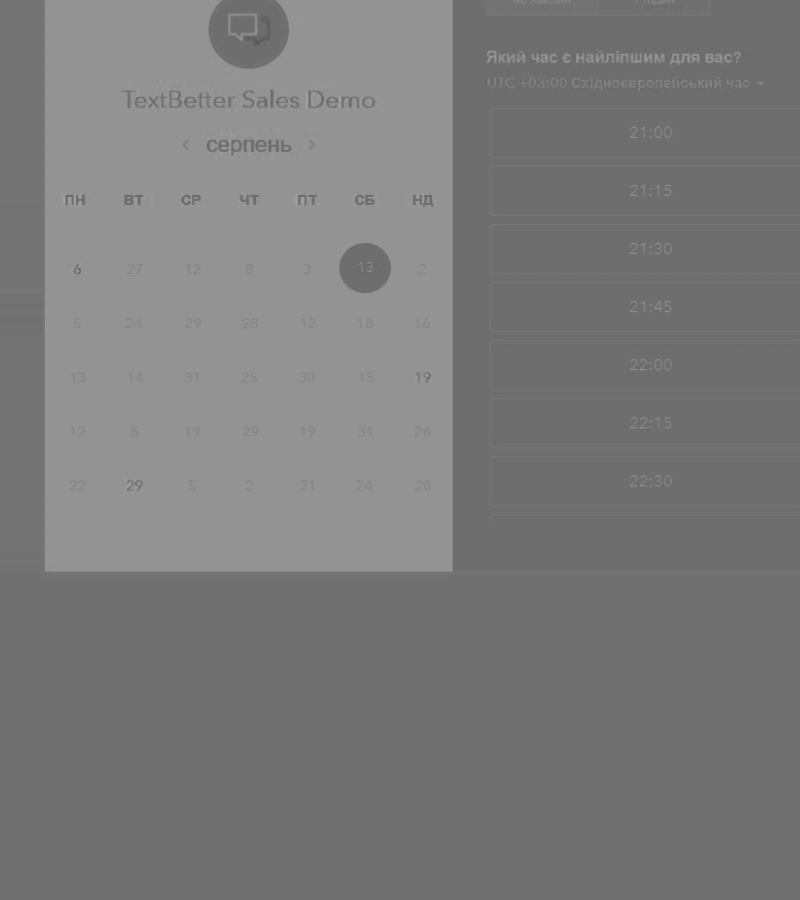 TextBetter Sales Demo
< серпень >
ПН ВТ СР ЧТ ПТ СБ НД
6 27 12 8 3 13 2
5 24 29 28 12 18 16
13 14 31 25 30 15 19
12 5 19 29 19 31 26
22 29 5 2 21 24 28
Який час є найліпшим для вас?
UTC +03:00 Східноєвропейський час
21:00
21:15
21:30
21:45
22:00
22:15
22:30